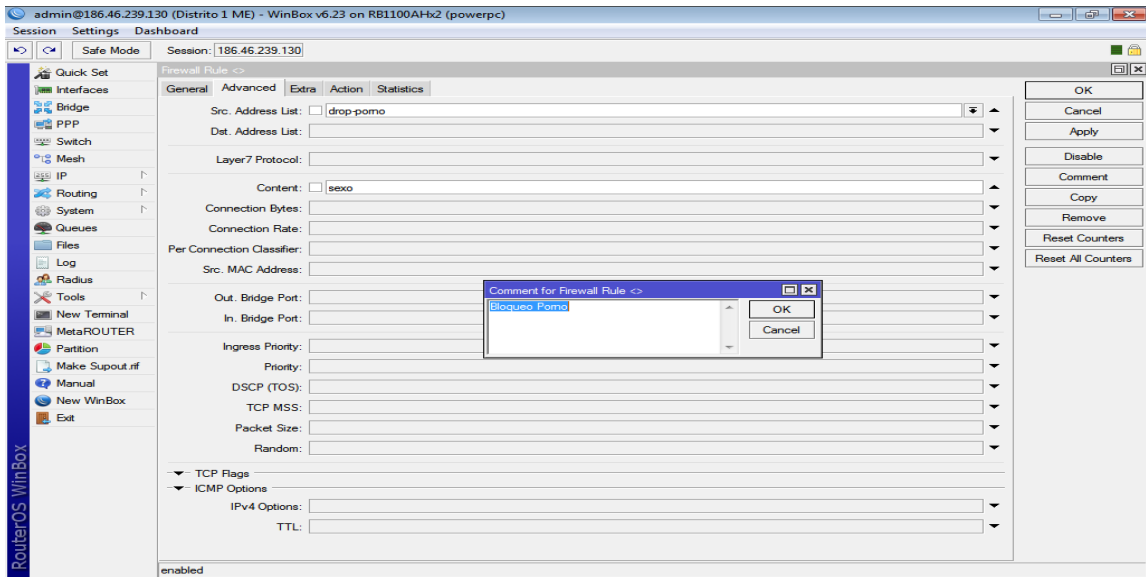 admin@186.46.239.130 (Distrito 1 ME) - WinBox v6.23 on RB1100AHx2 (powerpc)
Session Settings Dashboard
Safe Mode Session: 186.46.239.130
Quick Set
Interfaces
Bridge
PPP
Switch
Mesh
IP
Routing
System
Queues
Files
Log
Radius
Tools
New Terminal
MetaROUTER
Partition
Make Supout.rif
Manual
New WinBox
Exit
RouterOS WinBox
Firewall Rule <>
General Advanced Extra Action Statistics
Src. Address List: drop-porno
Dst. Address List:
Layer7 Protocol:
Content: sexo
Connection Bytes:
Connection Rate:
Per Connection Classifier:
Src. MAC Address:
Out. Bridge Port:
In. Bridge Port:
Ingress Priority:
Priority:
DSCP (TOS):
TCP MSS:
Packet Size:
Random:
TCP Flags
ICMP Options
IPv4 Options:
TTL:
enabled
Comment for Firewall Rule <>
Bloqueo Porno
OK
Cancel
OK
Cancel
Apply
Disable
Comment
Copy
Remove
Reset Counters
Reset All Counters